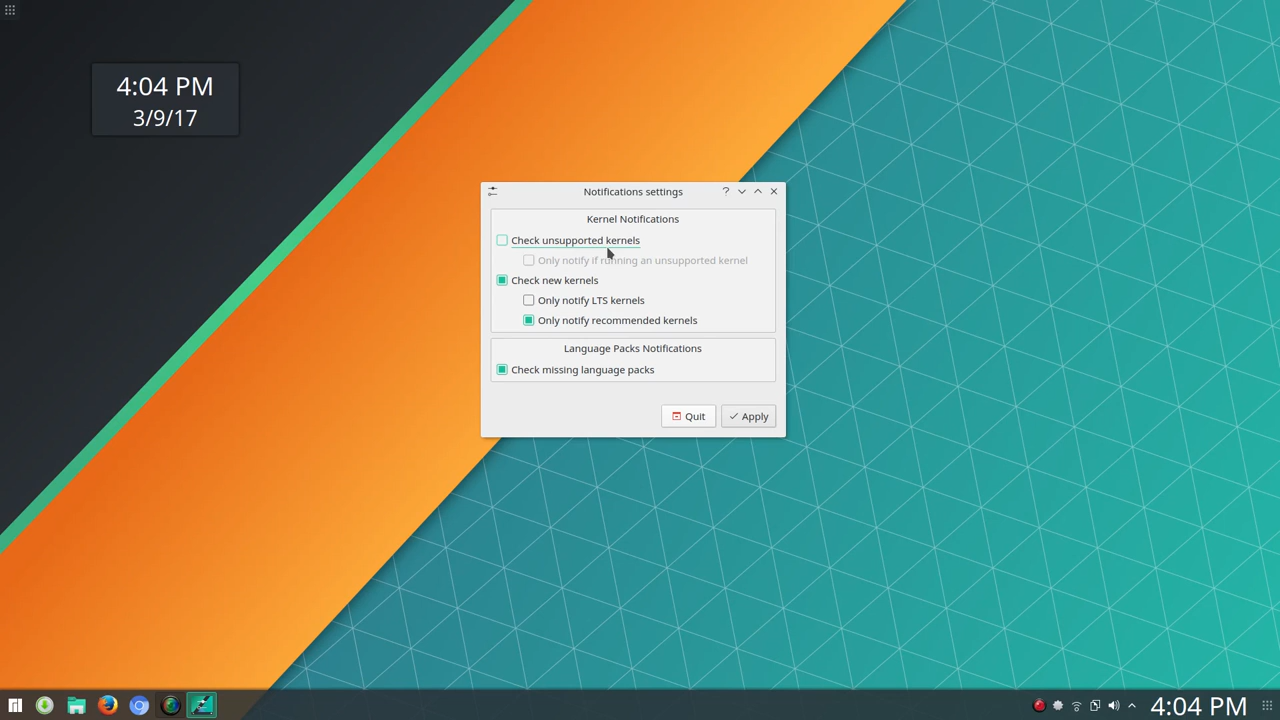 4:04 PM
3/9/17
Notifications settings
Kernel Notifications
Check unsupported kernels
Only notify if running an unsupported kernel
Check new kernels
Only notify LTS kernels
Only notify recommended kernels
Language Packs Notifications
Check missing language packs
Quit
Apply
4:04 PM